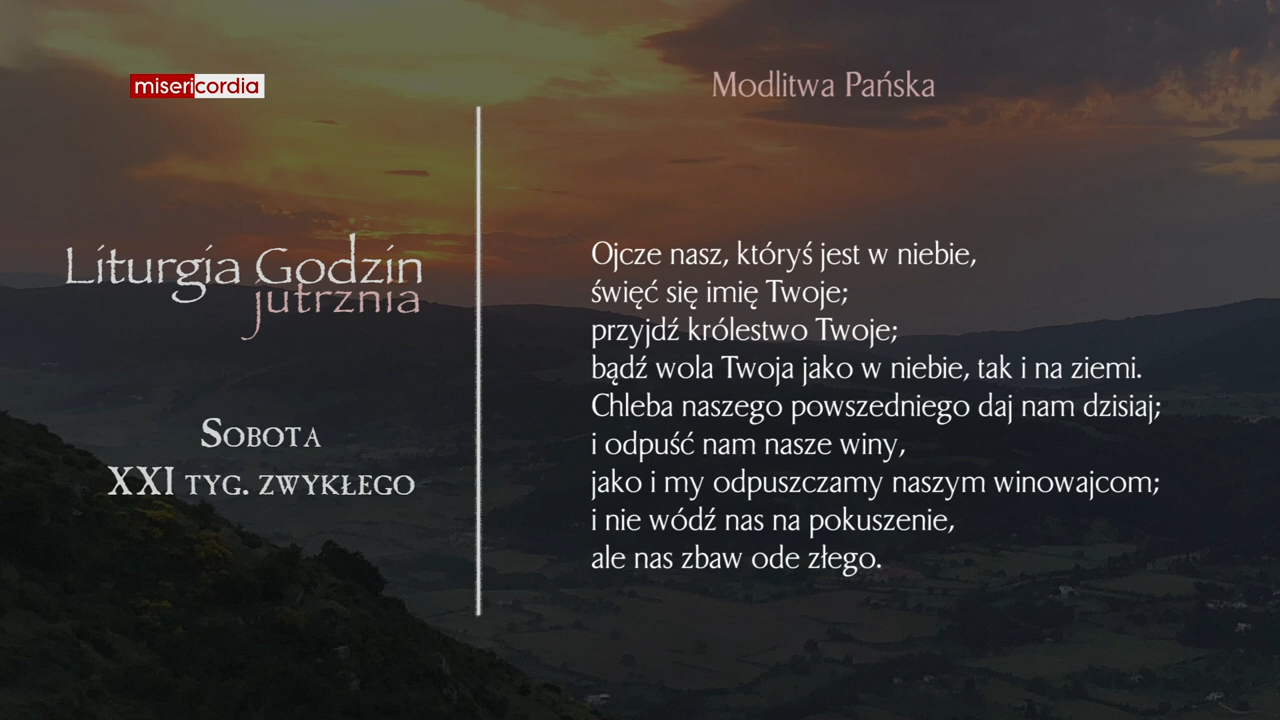 misericordia
Liturgia Godzin
jutrznia
Sobota
XXI tyg. zwykłego
Modlitwa Pańska
Ojcze nasz, któryś jest w niebie,
święć się imię Twoje;
przyjdź królestwo Twoje;
bądź wola Twoja jako w niebie, tak i na ziemi.
Chleba naszego powszedniego daj nam dzisiaj;
i odpuść nam nasze winy,
jako i my odpuszczamy naszym winowajcom;
i nie wódź nas na pokuszenie,
ale nas zbaw ode złego.